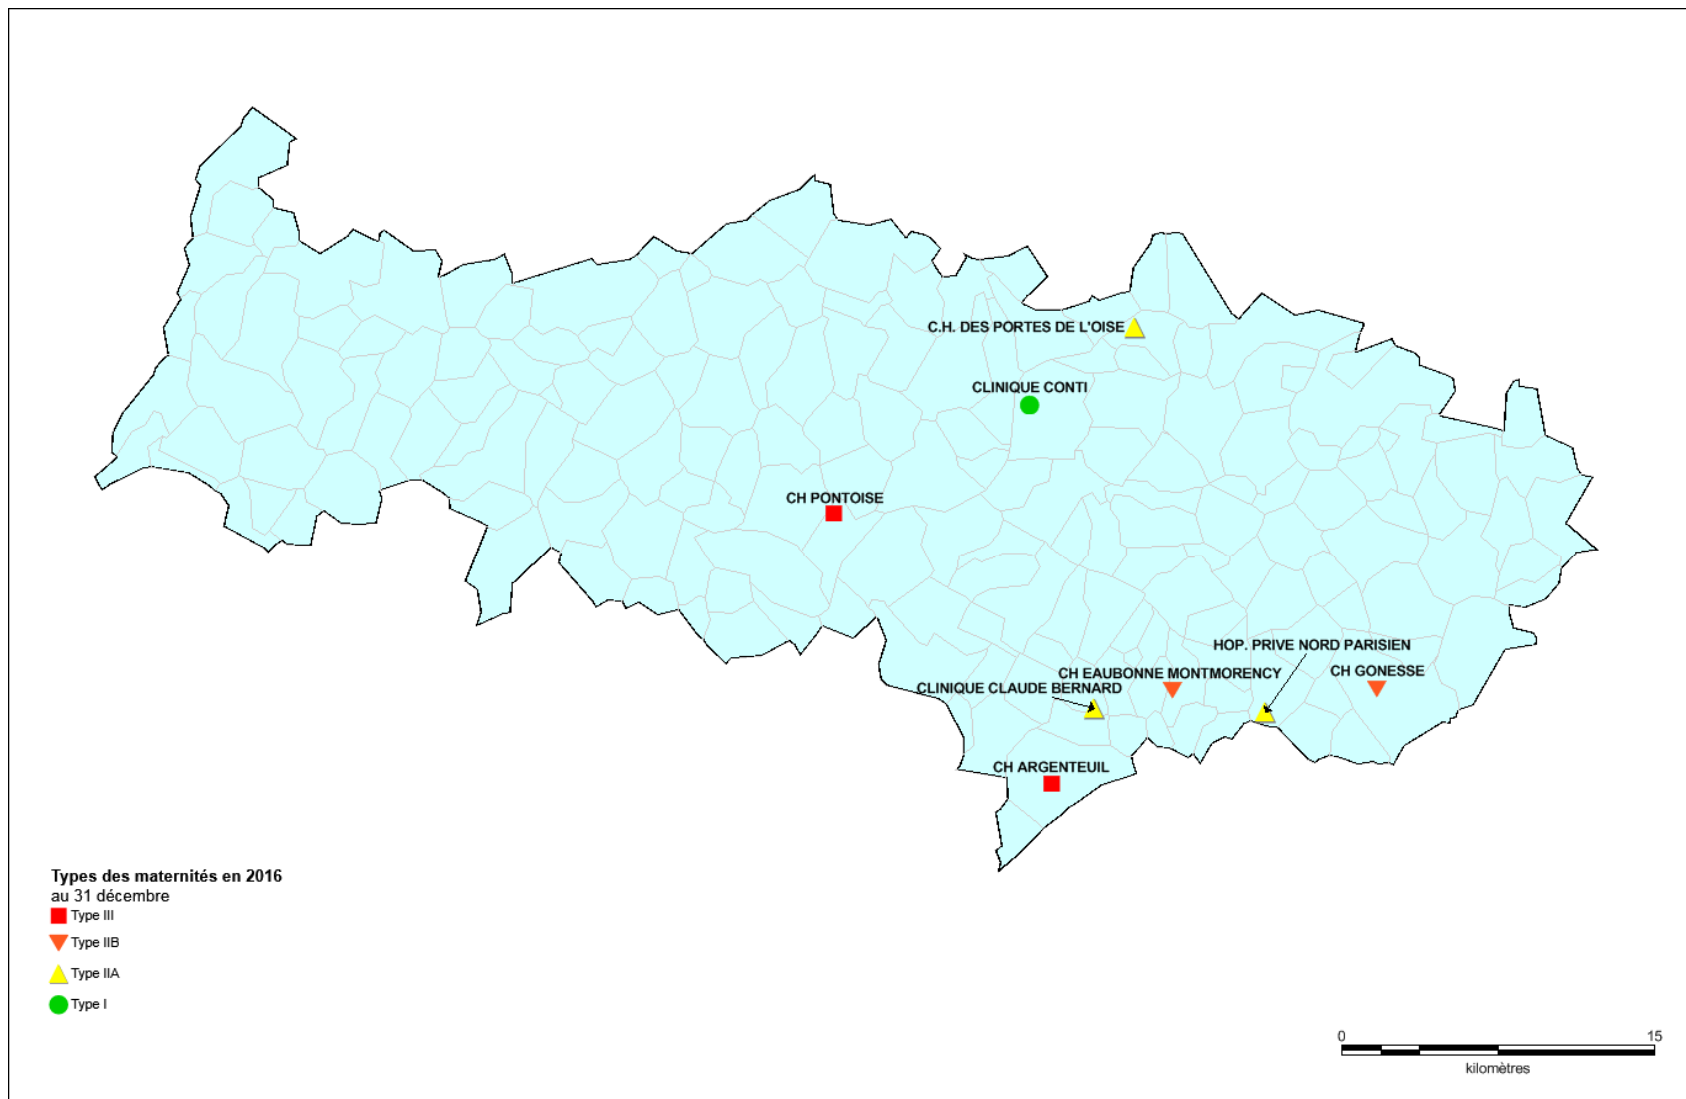 C.H. DES PORTES DE L'OISE
CLINIQUE CONTI
CH PONTOISE
HOP. PRIVE NORD PARISIEN
CH EAUBONNE MONTMORENCY
CH GONESSE
CLINIQUE CLAUDE BERNARD
CH ARGENTEUIL
Types des maternités en 2016
au 31 décembre
Type III
Type IIB
Type IIA
Type I
0 15
kilomètres